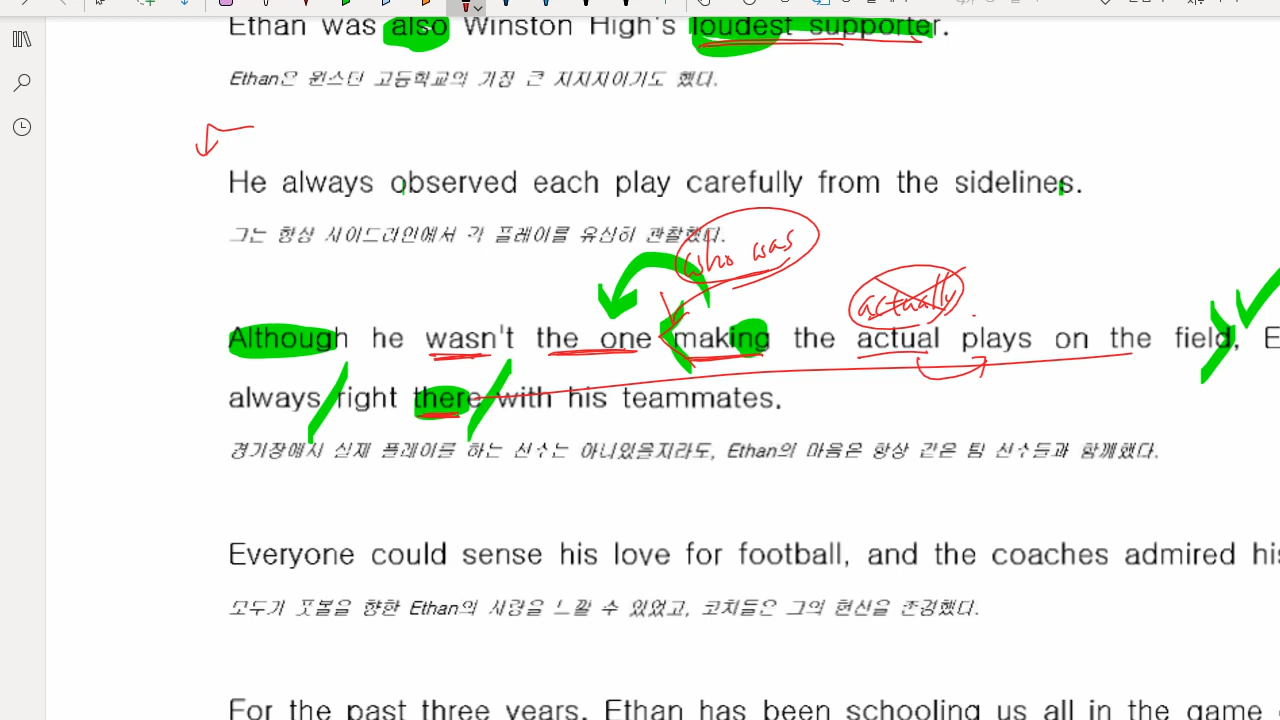 Ethan was also Winston High's loudest supporter.
Ethan은 윈스턴 고등학교의 가장 큰 지지자이기도 했다.
He always observed each play carefully from the sidelines.
그는 항상 사이드라인에서 각 플레이를 유심히 관찰했다.
who was
actually
Although he wasn't the one making the actual plays on the field, E
always right there with his teammates.
경기장에서 실제 플레이를 하는 선수는 아니었을지라도, Ethan의 마음은 항상 같은 팀 선수들과 함께했다.
Everyone could sense his love for football, and the coaches admired his
모두가 풋볼을 향한 Ethan의 사랑을 느낄 수 있었고, 코치들은 그의 헌신을 존경했다.
For the past three years, Ethan has been schooling us all in the game